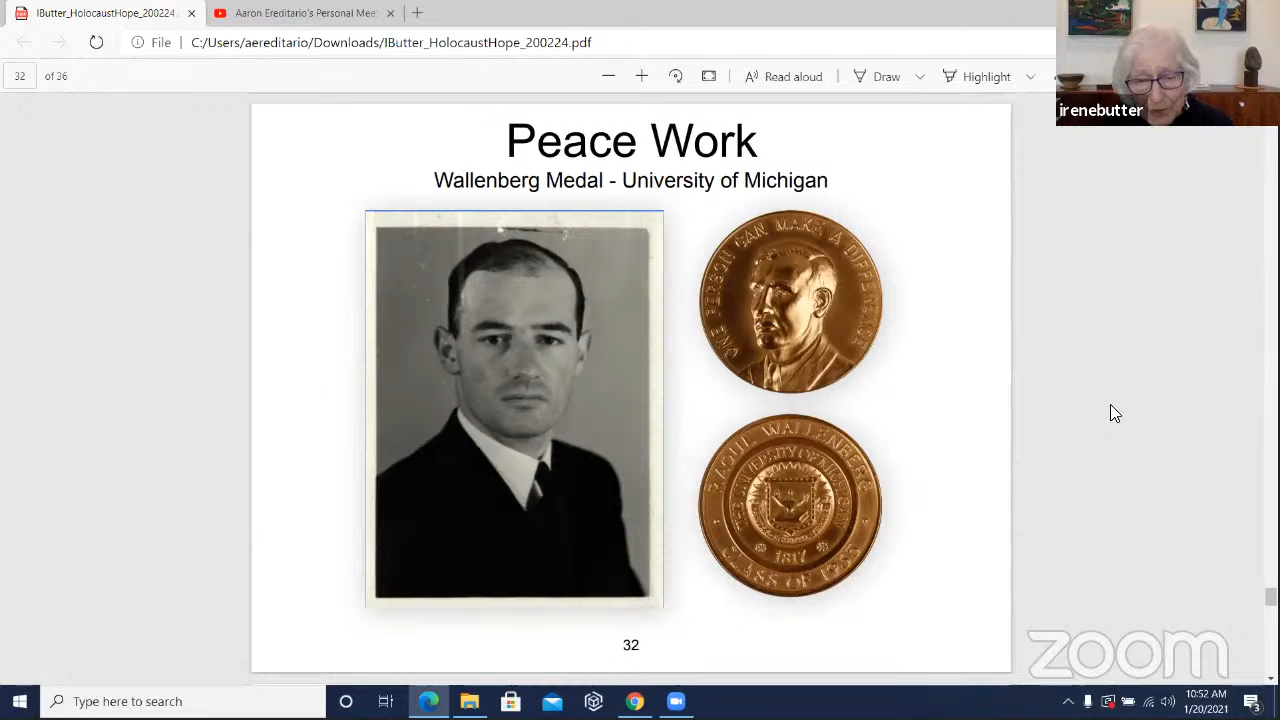 IButter_HolocaustHope_200224.
Aaron Ereditario's Personal Mee
File C:/Users/aereditario/Downloads/IButter_HolocaustHope_200224.pdf
32 of 36
Read aloud
Draw
Highlight
irenebutter
Peace Work
Wallenberg Medal - University of Michigan
ONE PERSON CAN MAKE A DIFFERENCE
RAOUL WALLENBERG
THE UNIVERSITY OF MICHIGAN
1817
CLASS OF 1935
32
zoom
Type here to search
10:52 AM
1/20/2021
3